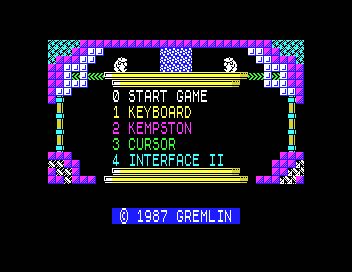 0 START GAME
1 KEYBOARD
2 KEMPSTON
3 CURSOR
4 INTERFACE II
© 1987 GREMLIN